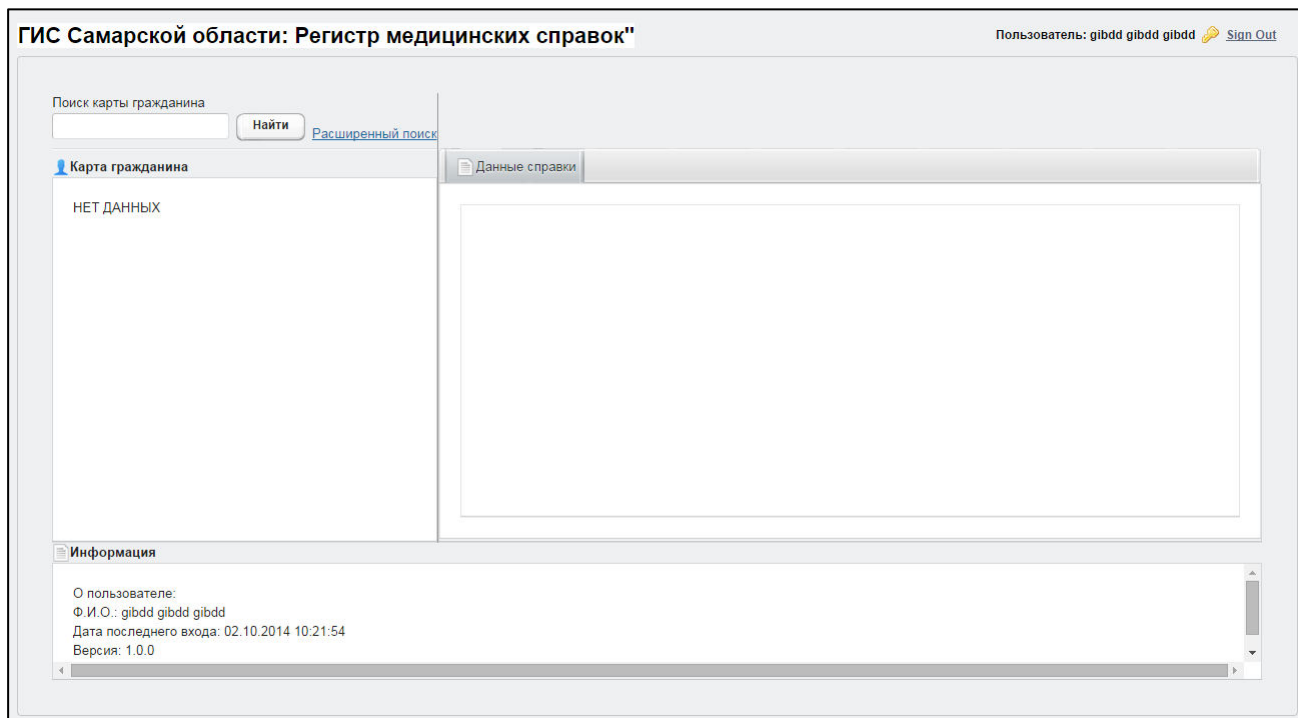 ГИС Самарской области: Регистр медицинских справок"
Пользователь: gibdd gibdd gibdd Sign Out
Поиск карты гражданина
Найти Расширенный поиск
Карта гражданина
Данные справки
НЕТ ДАННЫХ
Информация
О пользователе:
Ф.И.О.: gibdd gibdd gibdd
Дата последнего входа: 02.10.2014 10:21:54
Версия: 1.0.0